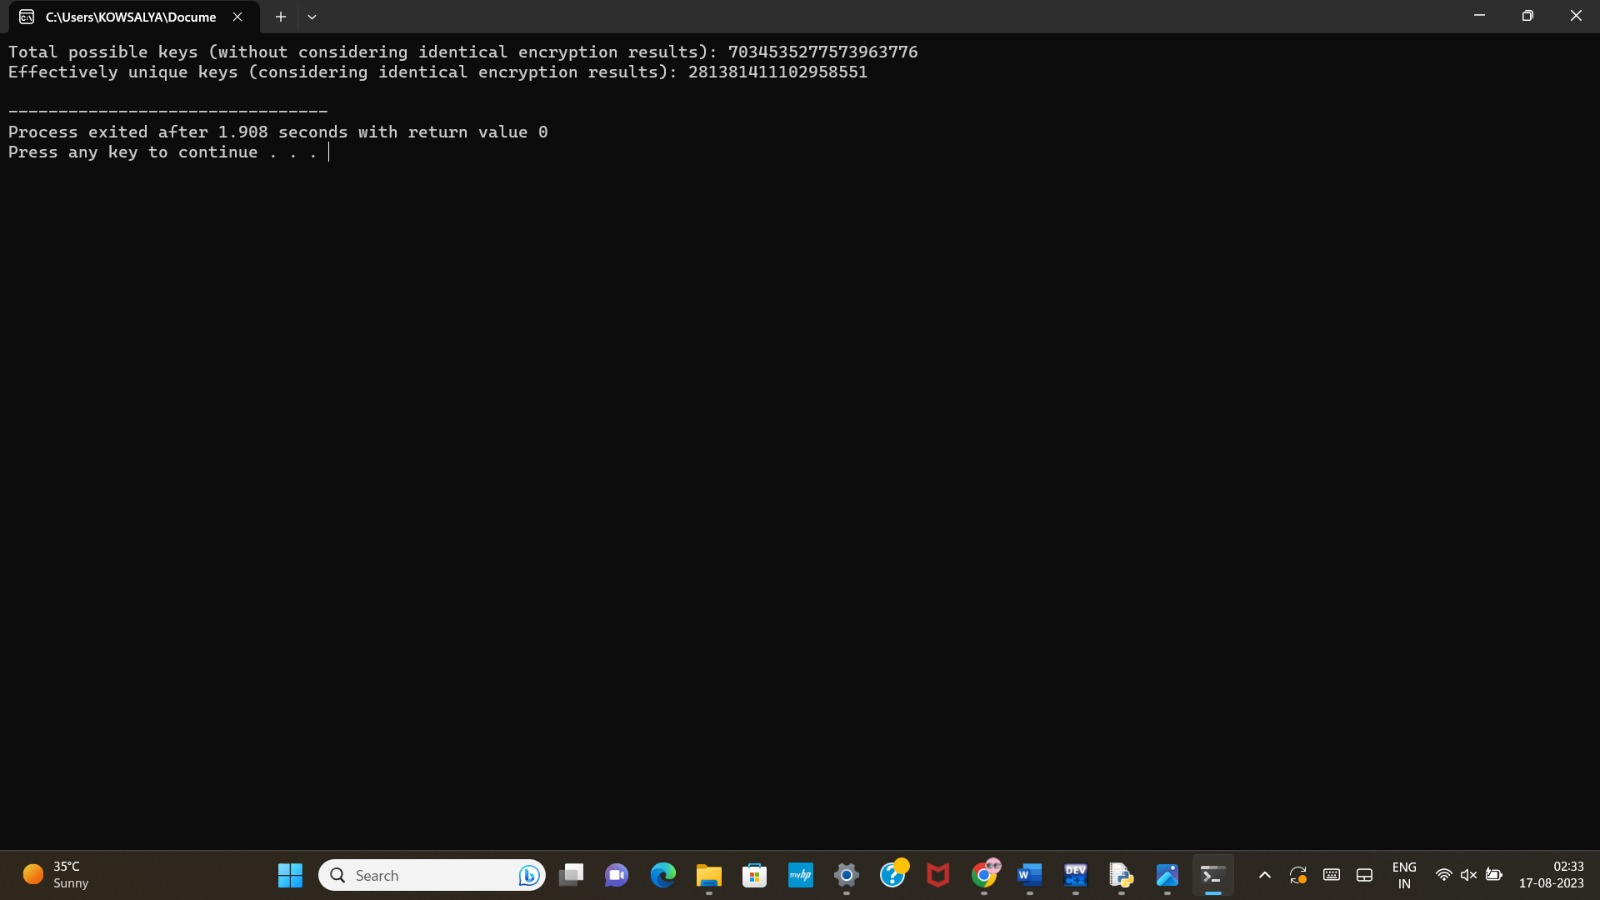 C:\Users\KOWSALYA\Docume
Total possible keys (without considering identical encryption results): 7034535277573963776
Effectively unique keys (considering identical encryption results): 281381411102958551
--------------------------------
Process exited after 1.908 seconds with return value 0
Press any key to continue . . .
35°C
Sunny
Search
myhp
W
DEV
C++
ENG
IN
02:33
17-08-2023